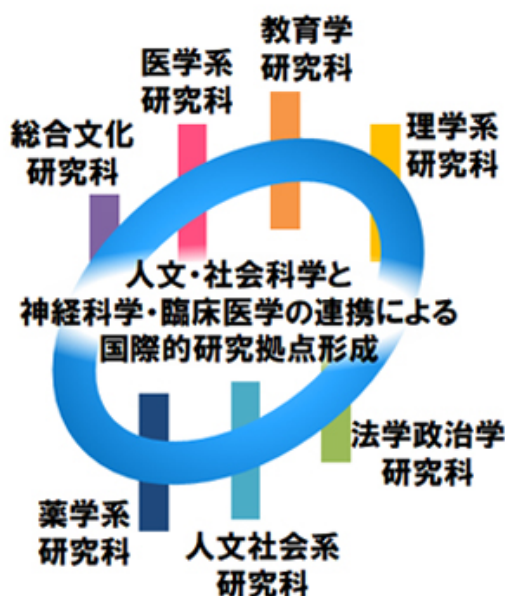 教育学
研究科
医学系
研究科
理学系
研究科
総合文化
研究科
人文・社会科学と
神経科学・臨床医学の連携による
国際的研究拠点形成
法学政治学
研究科
薬学系
研究科
人文社会系
研究科